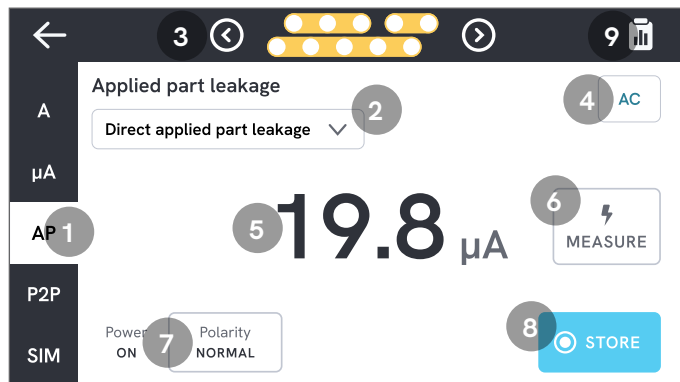 3
9
Applied part leakage
Direct applied part leakage
2
4
AC
A
µA
AP
1
P2P
SIM
5
19.8 µA
6
MEASURE
Power
ON
7
Polarity
NORMAL
8
STORE